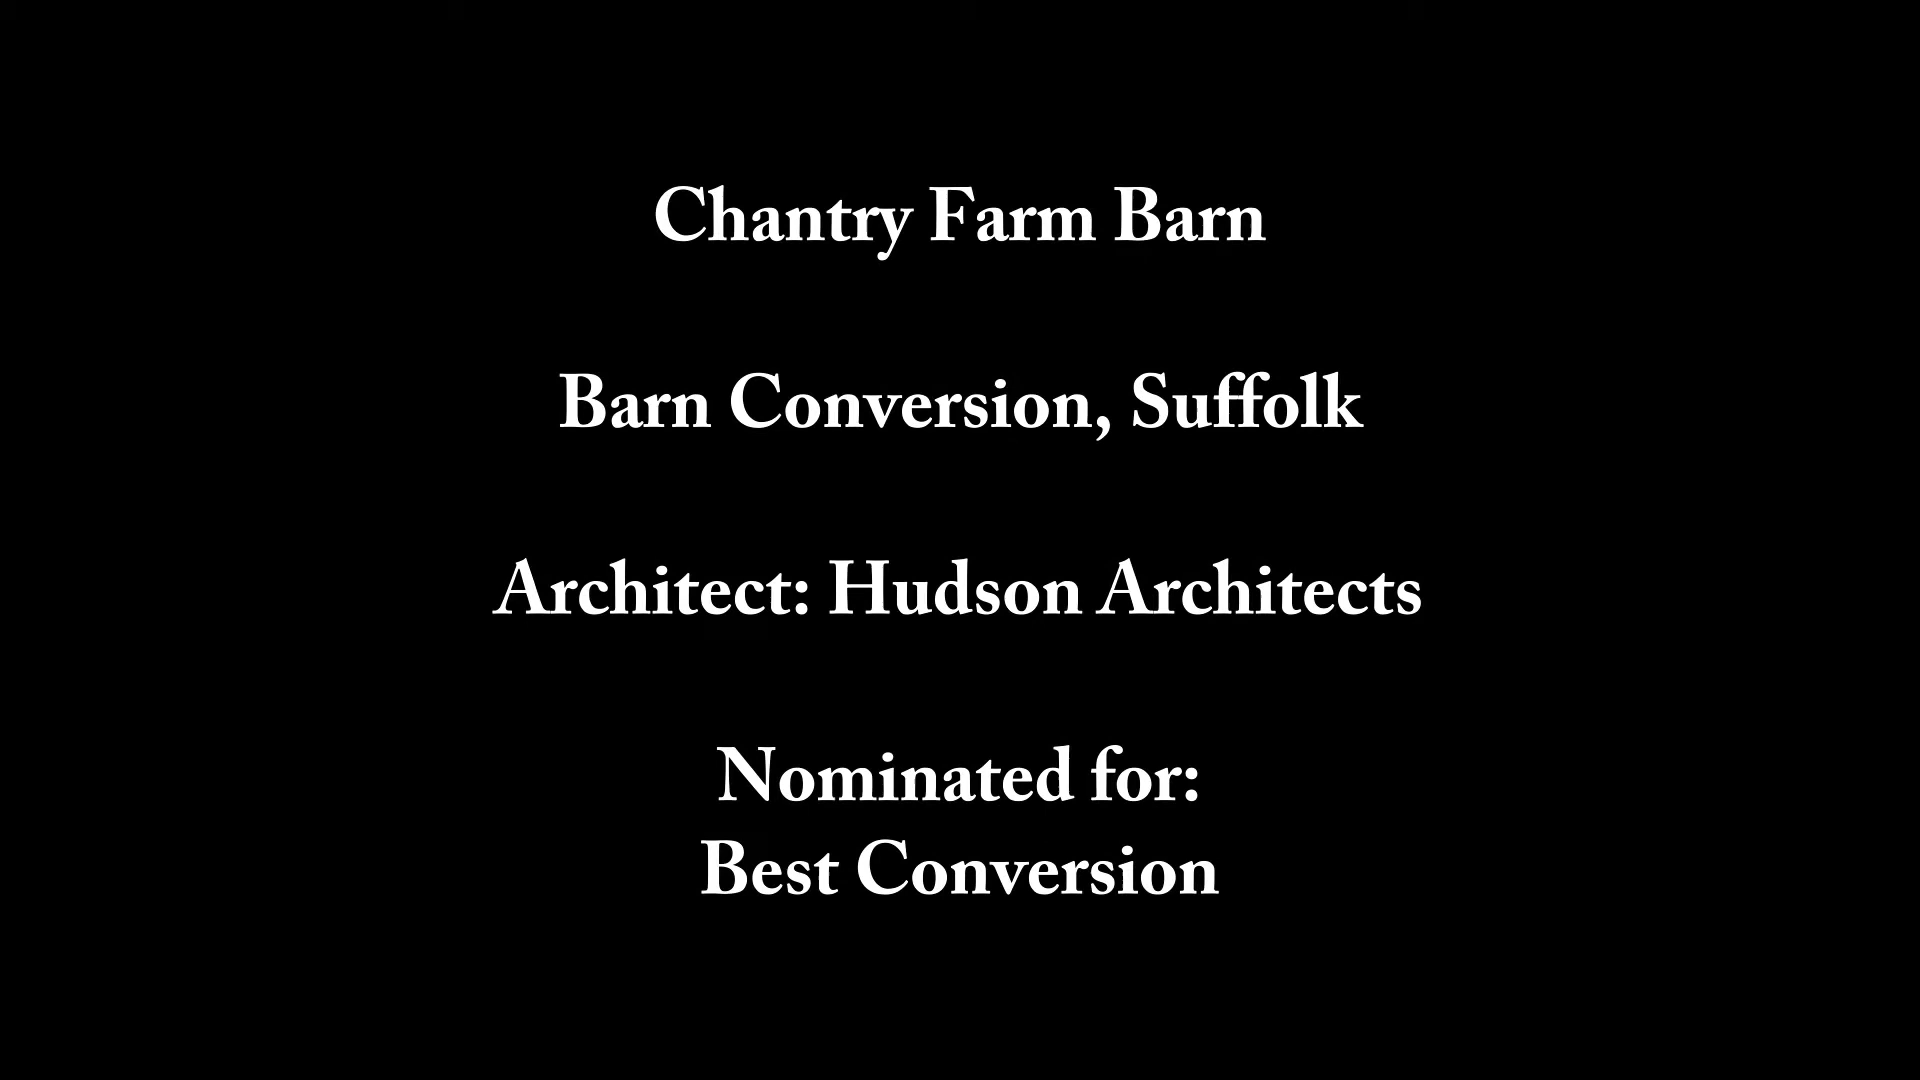 Chantry Farm Barn
Barn Conversion, Suffolk
Architect: Hudson Architects
Nominated for:
Best Conversion